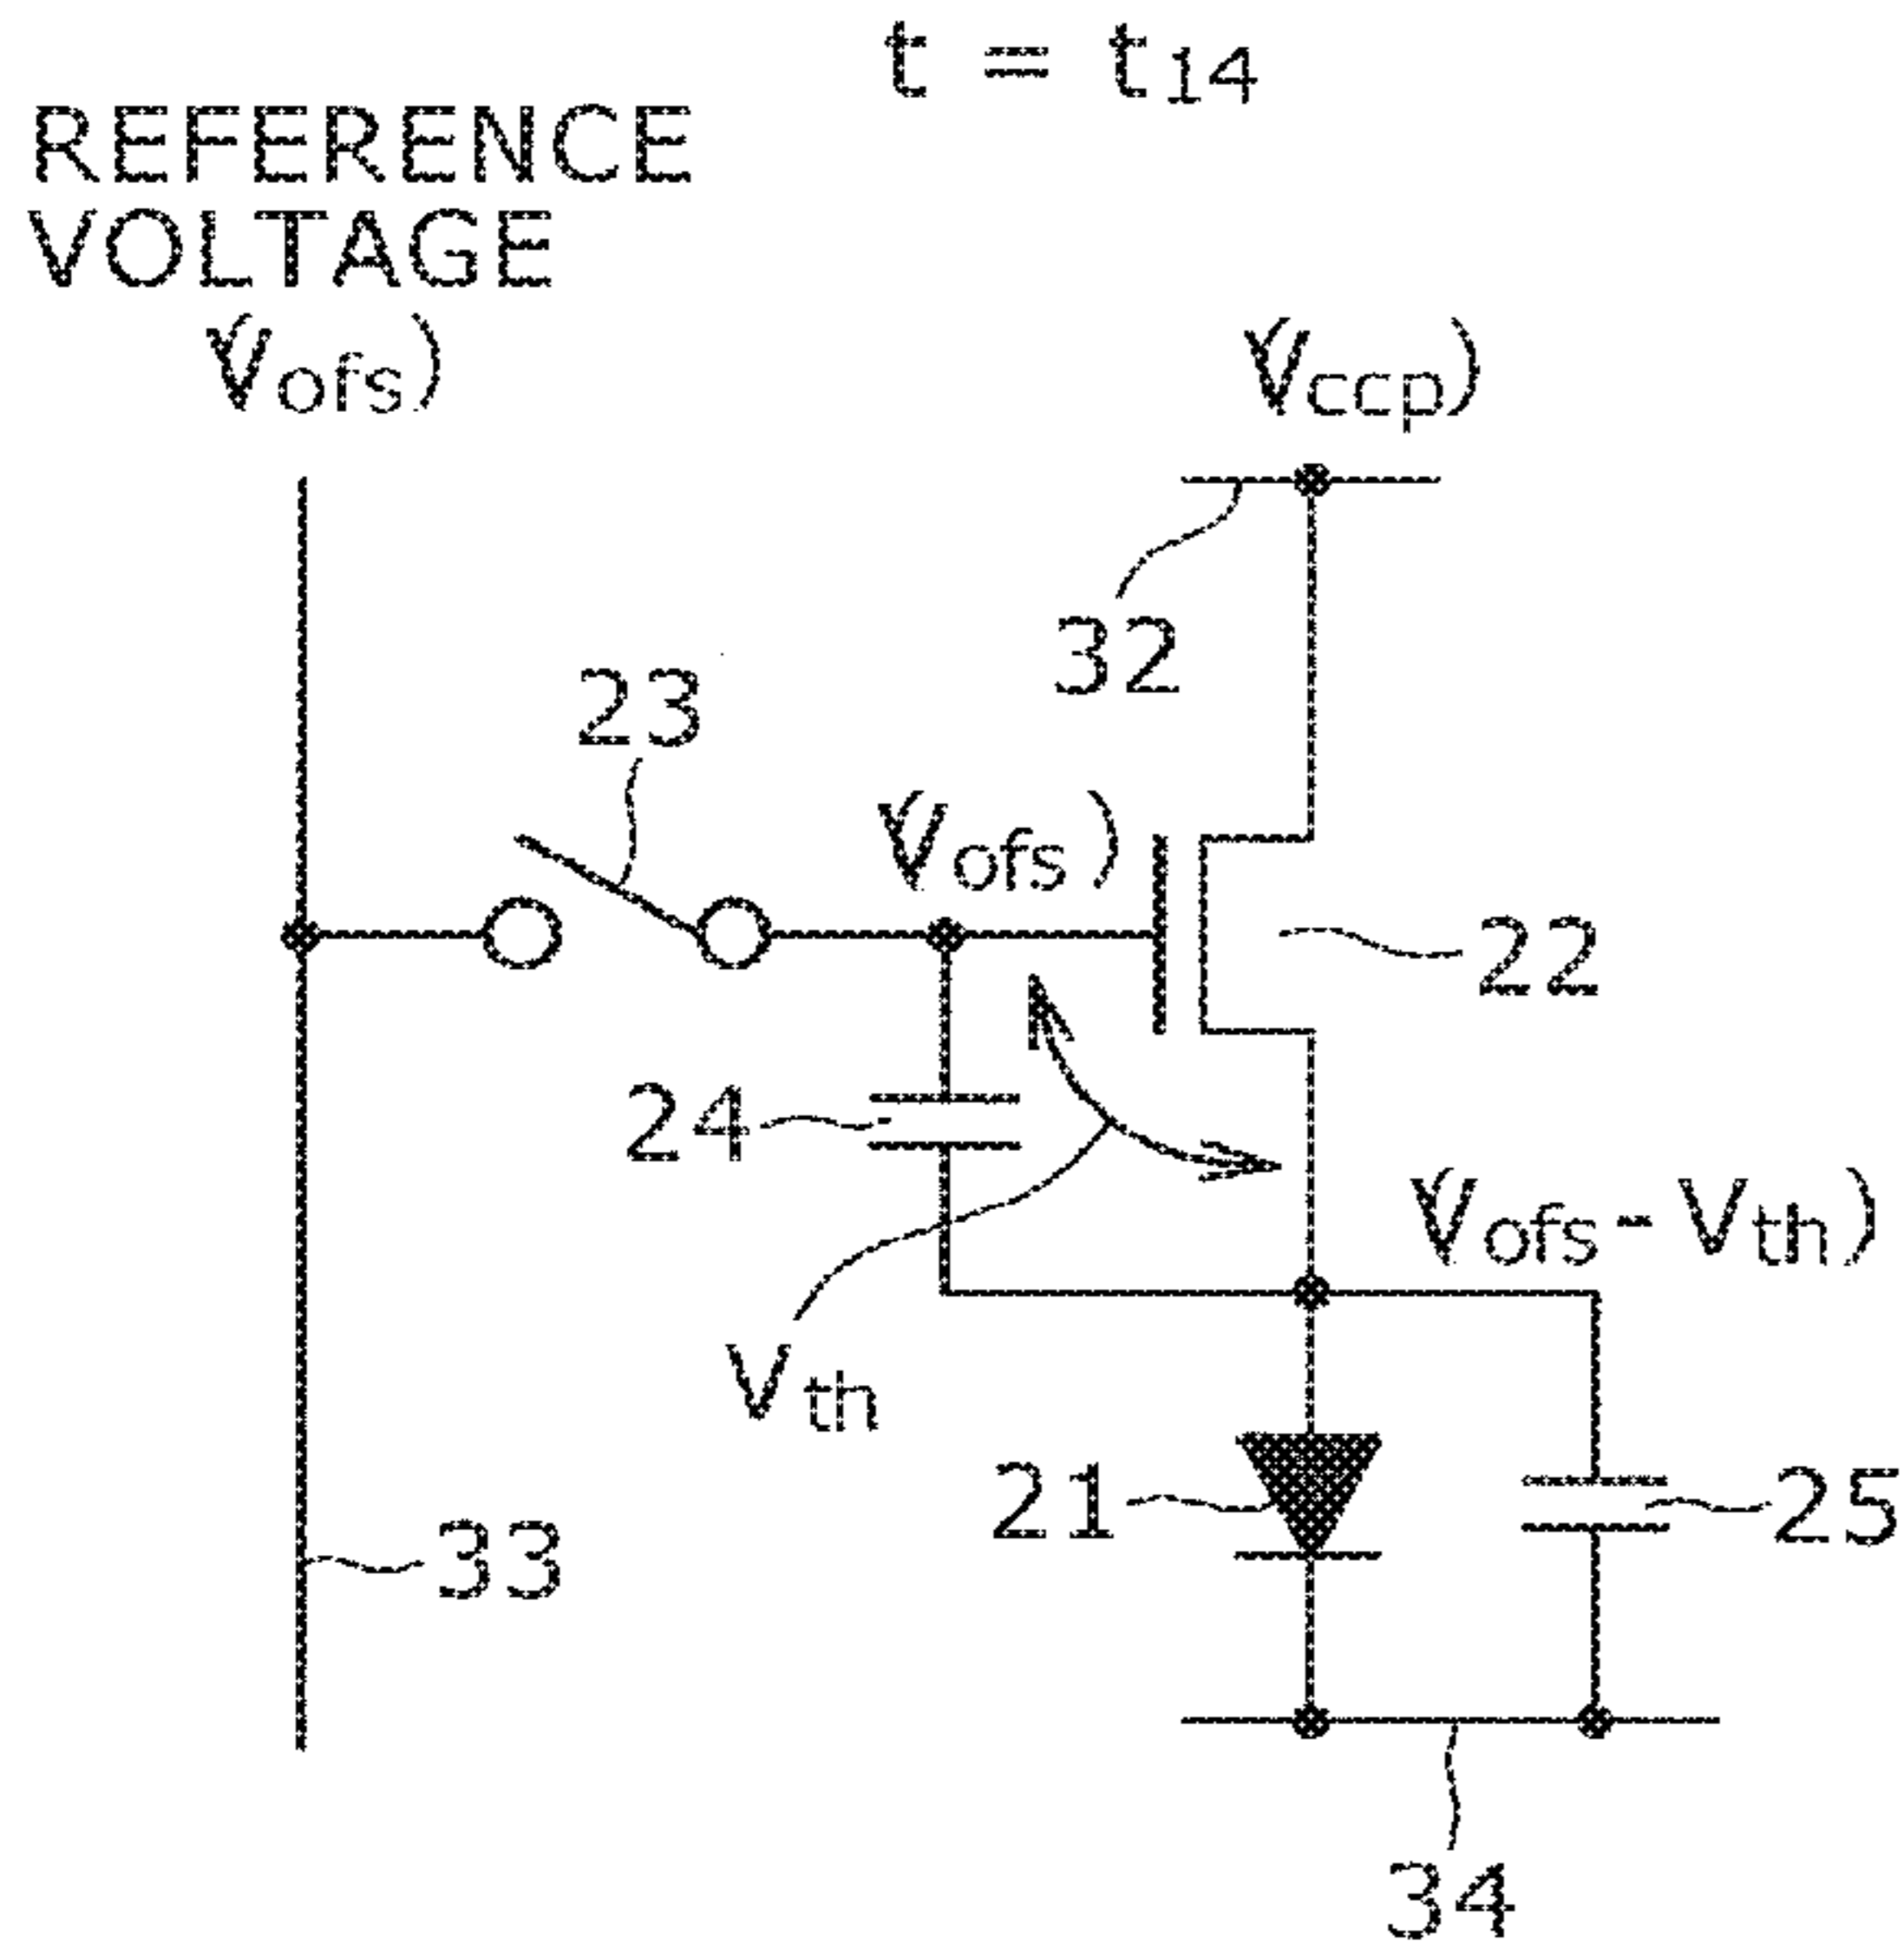 t = t14
REFERENCE
VOLTAGE
(Vofs)
(Vccp)
32
23
(Vofs)
22
24
(Vofs-Vth)
Vth
21
25
33
34